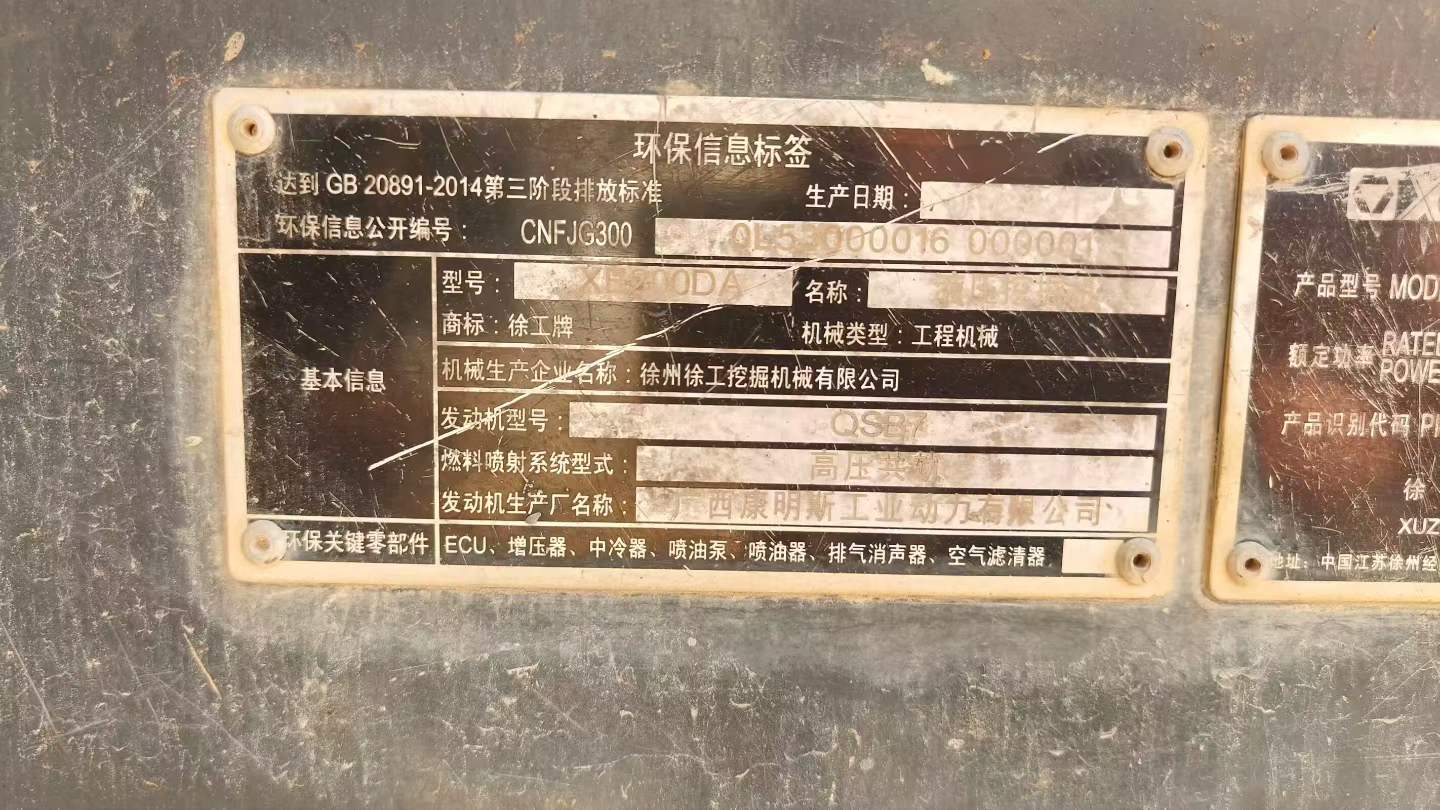 环保信息标签
达到 GB 20891-2014第三阶段排放标准
生产日期：
环保信息公开编号： CNFJG300 000001
基本信息
型号： 名称：
商标：徐工牌 机械类型：工程机械
机械生产企业名称：徐州徐工挖掘机械有限公司
发动机型号： QSB7
燃料喷射系统型式：高压共轨
发动机生产厂名称：广西康明斯工业动力有限公司
环保关键零部件 ECU、增压器、中冷器、喷油泵、喷油器、排气消声器、空气滤清器
产品型号 MOD
额定功率 RATED
POWE
产品识别代码 P
徐
XUZ
地址：中国江苏徐州经